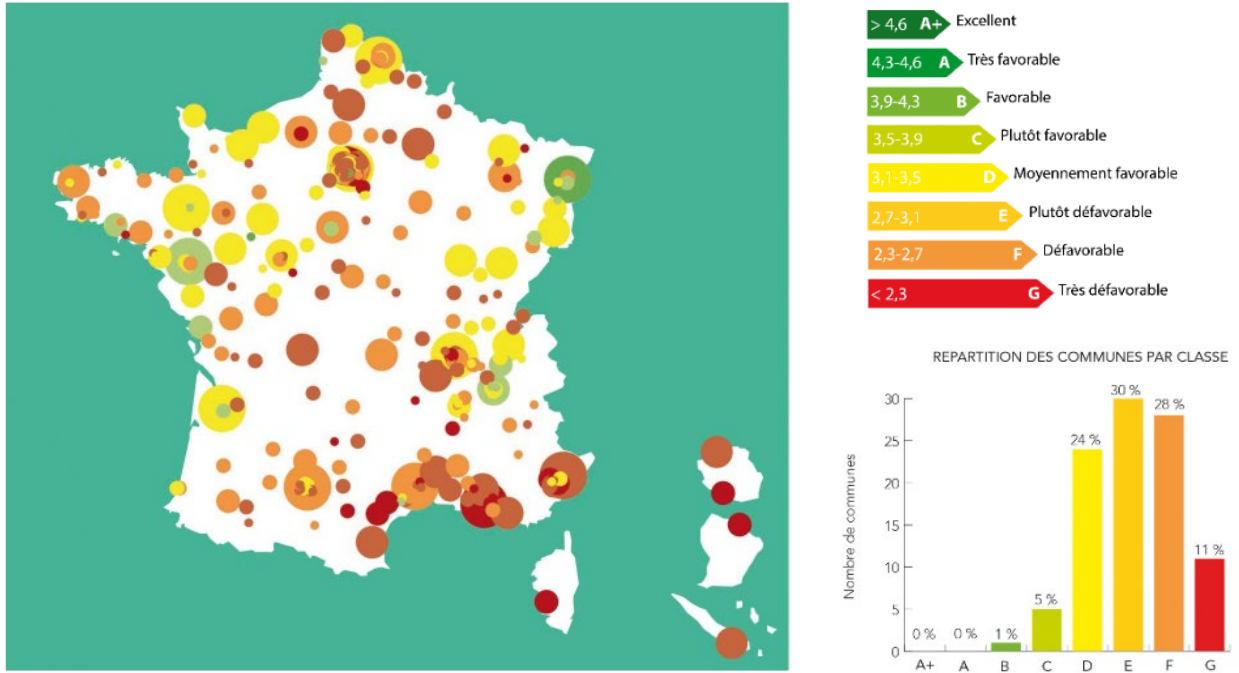 > 4,6 A+ Excellent
4,3-4,6 A Très favorable
3,9-4,3 B Favorable
3,5-3,9 C Plutôt favorable
3,1-3,5 D Moyennement favorable
2,7-3,1 E Plutôt défavorable
2,3-2,7 F Défavorable
< 2,3 G Très défavorable
REPARTITION DES COMMUNES PAR CLASSE
Nombre de communes
30
25
20
15
10
5
0
0 %
0 %
1 %
5 %
24 %
30 %
28 %
11 %
A+ A B C D E F G